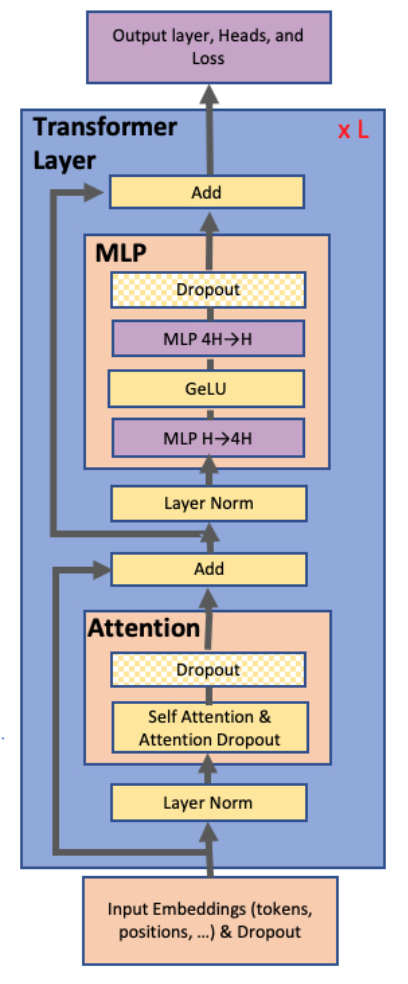 Output layer, Heads, and
Loss
Transformer
Layer
x L
Add
MLP
Dropout
MLP 4H→H
GeLU
MLP H→4H
Layer Norm
Add
Attention
Dropout
Self Attention &
Attention Dropout
Layer Norm
Input Embeddings (tokens,
positions, …) & Dropout